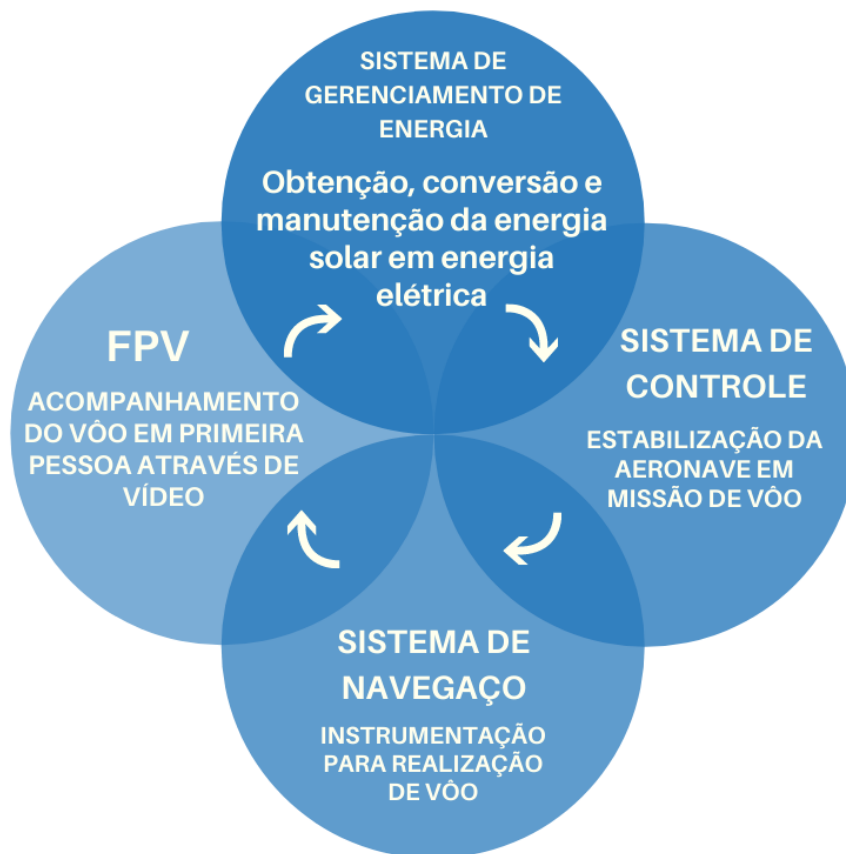 SISTEMA DE
GERENCIAMENTO DE
ENERGIA
Obtenção, conversão e
manutenção da energia
solar em energia
elétrica
FPV
ACOMPANHAMENTO
DO VÔO EM PRIMEIRA
PESSOA ATRAVÉS DE
VÍDEO
SISTEMA DE
CONTROLE
ESTABILIZAÇÃO DA
AERONAVE EM
MISSÃO DE VÔO
SISTEMA DE
NAVEGAÇO
INSTRUMENTAÇÃO
PARA REALIZAÇÃO
DE VÔO